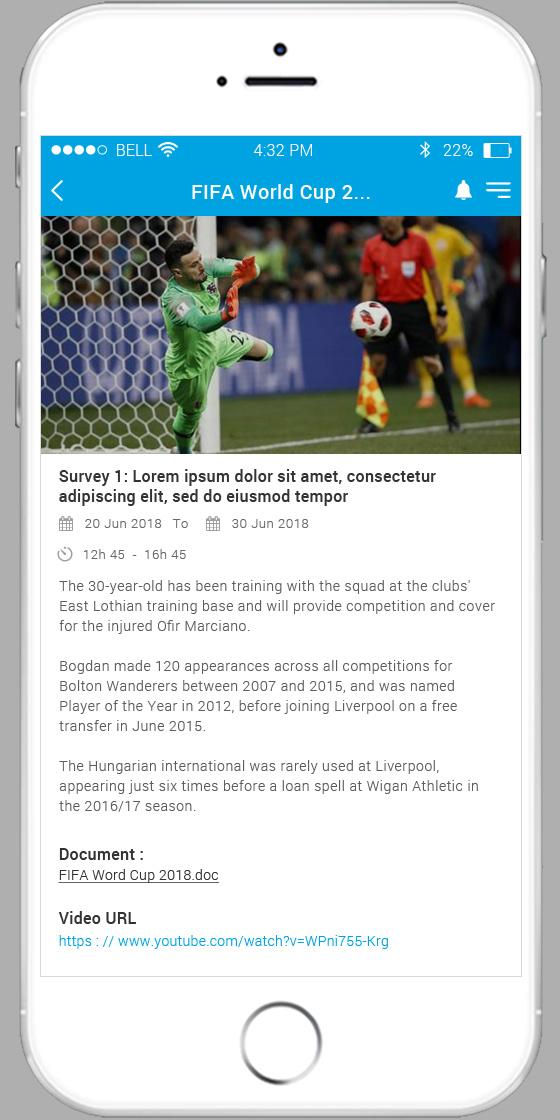 BELL 4:32 PM 22%
FIFA World Cup 2...
Survey 1: Lorem ipsum dolor sit amet, consectetur
adipiscing elit, sed do eiusmod tempor
20 Jun 2018 To 30 Jun 2018
12h 45 - 16h 45
The 30-year-old has been training with the squad at the clubs'
East Lothian training base and will provide competition and cover
for the injured Ofir Marciano.
Bogdan made 120 appearances across all competitions for
Bolton Wanderers between 2007 and 2015, and was named
Player of the Year in 2012, before joining Liverpool on a free
transfer in June 2015.
The Hungarian international was rarely used at Liverpool,
appearing just six times before a loan spell at Wigan Athletic in
the 2016/17 season.
Document :
FIFA Word Cup 2018.doc
Video URL
https : // www.youtube.com/watch?v=WPni755-Krg